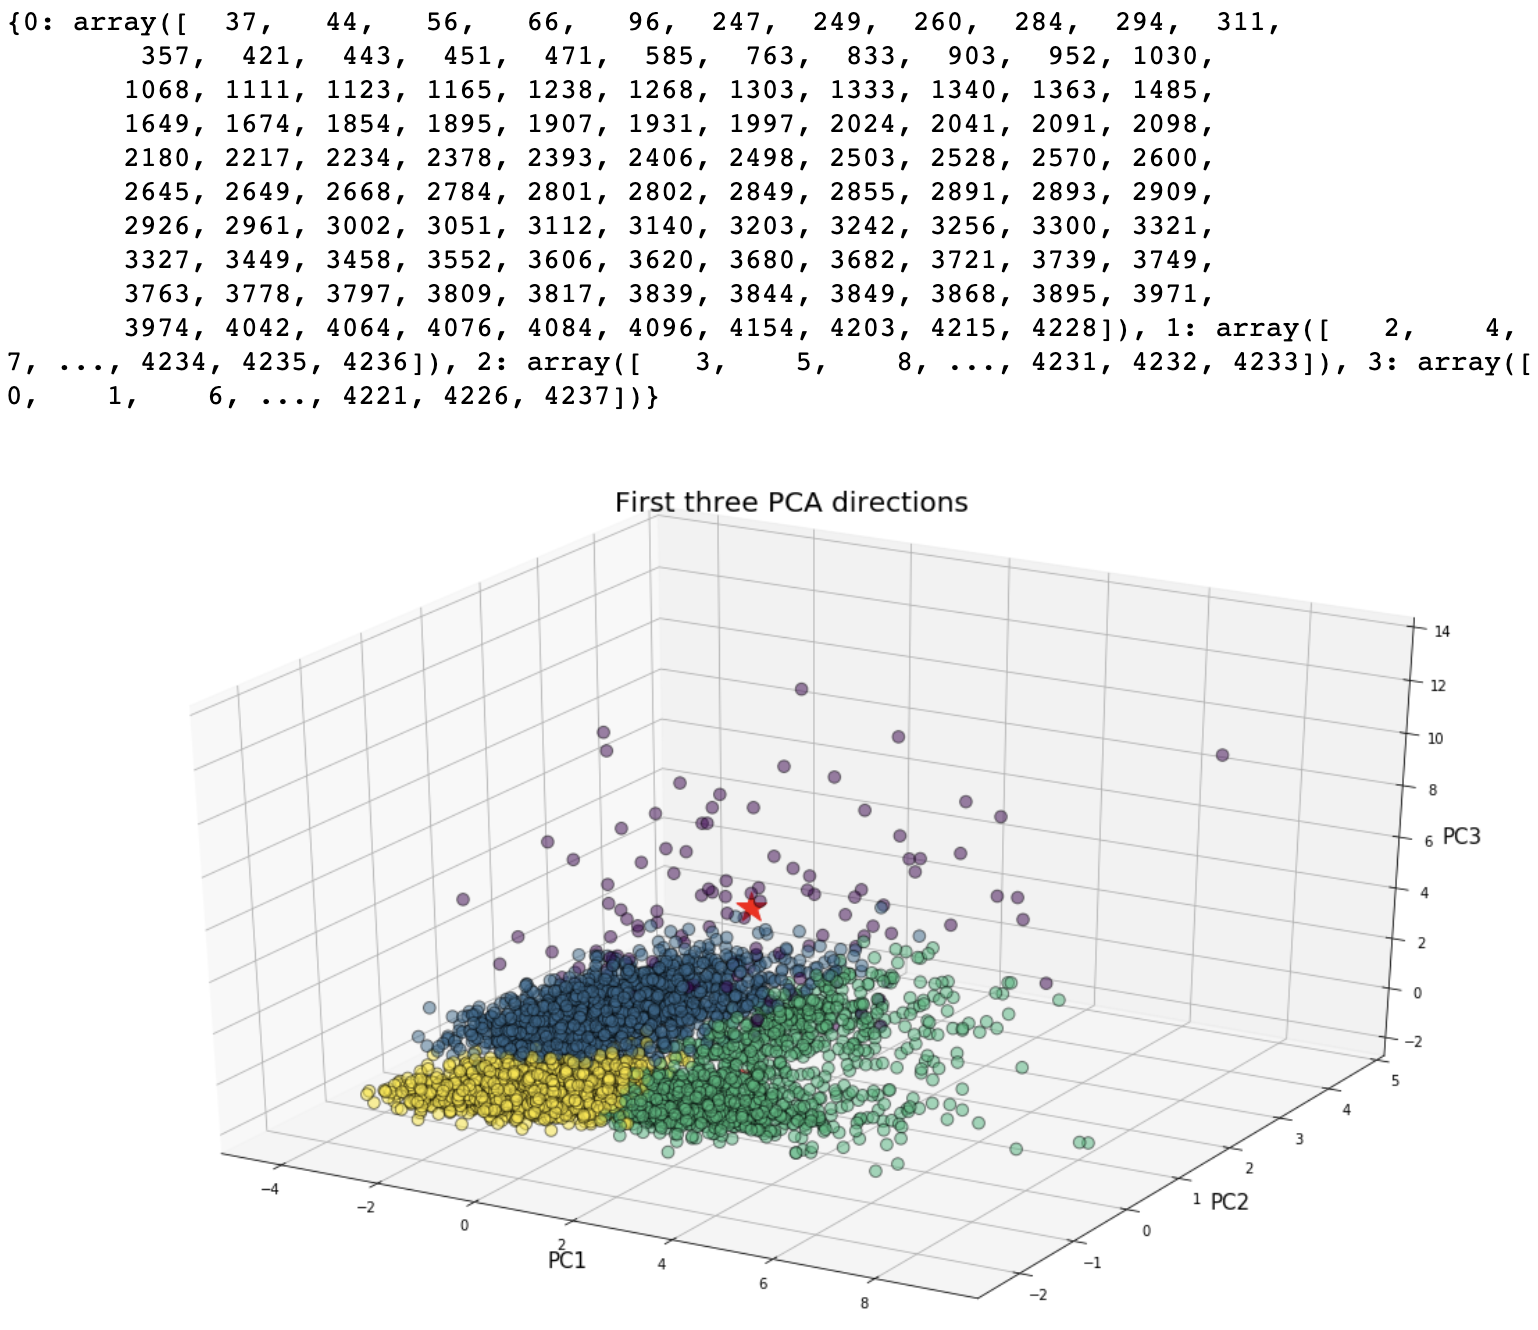 {0: array([  37,   44,   56,   66,   96,  247,  249,  260,  284,  294,  311,
357,  421,  443,  451,  471,  585,  763,  833,  903,  952, 1030,
1068, 1111, 1123, 1165, 1238, 1268, 1303, 1333, 1340, 1363, 1485,
1649, 1674, 1854, 1895, 1907, 1931, 1997, 2024, 2041, 2091, 2098,
2180, 2217, 2234, 2378, 2393, 2406, 2498, 2503, 2528, 2570, 2600,
2645, 2649, 2668, 2784, 2801, 2802, 2849, 2855, 2891, 2893, 2909,
2926, 2961, 3002, 3051, 3112, 3140, 3203, 3242, 3256, 3300, 3321,
3327, 3449, 3458, 3552, 3606, 3620, 3680, 3682, 3721, 3739, 3749,
3763, 3778, 3797, 3809, 3817, 3839, 3844, 3849, 3868, 3895, 3971,
3974, 4042, 4064, 4076, 4084, 4096, 4154, 4203, 4215, 4228]), 1: array([   2,    4,
7, ..., 4234, 4235, 4236]), 2: array([   3,    5,    8, ..., 4231, 4232, 4233]), 3: array([
0,    1,    6, ..., 4221, 4226, 4237])}
First three PCA directions
14
12
10
8
6
PC3
4
2
0
−2
5
4
3
2
1
PC2
0
−1
−2
−4
−2
0
2
PC1
4
6
8